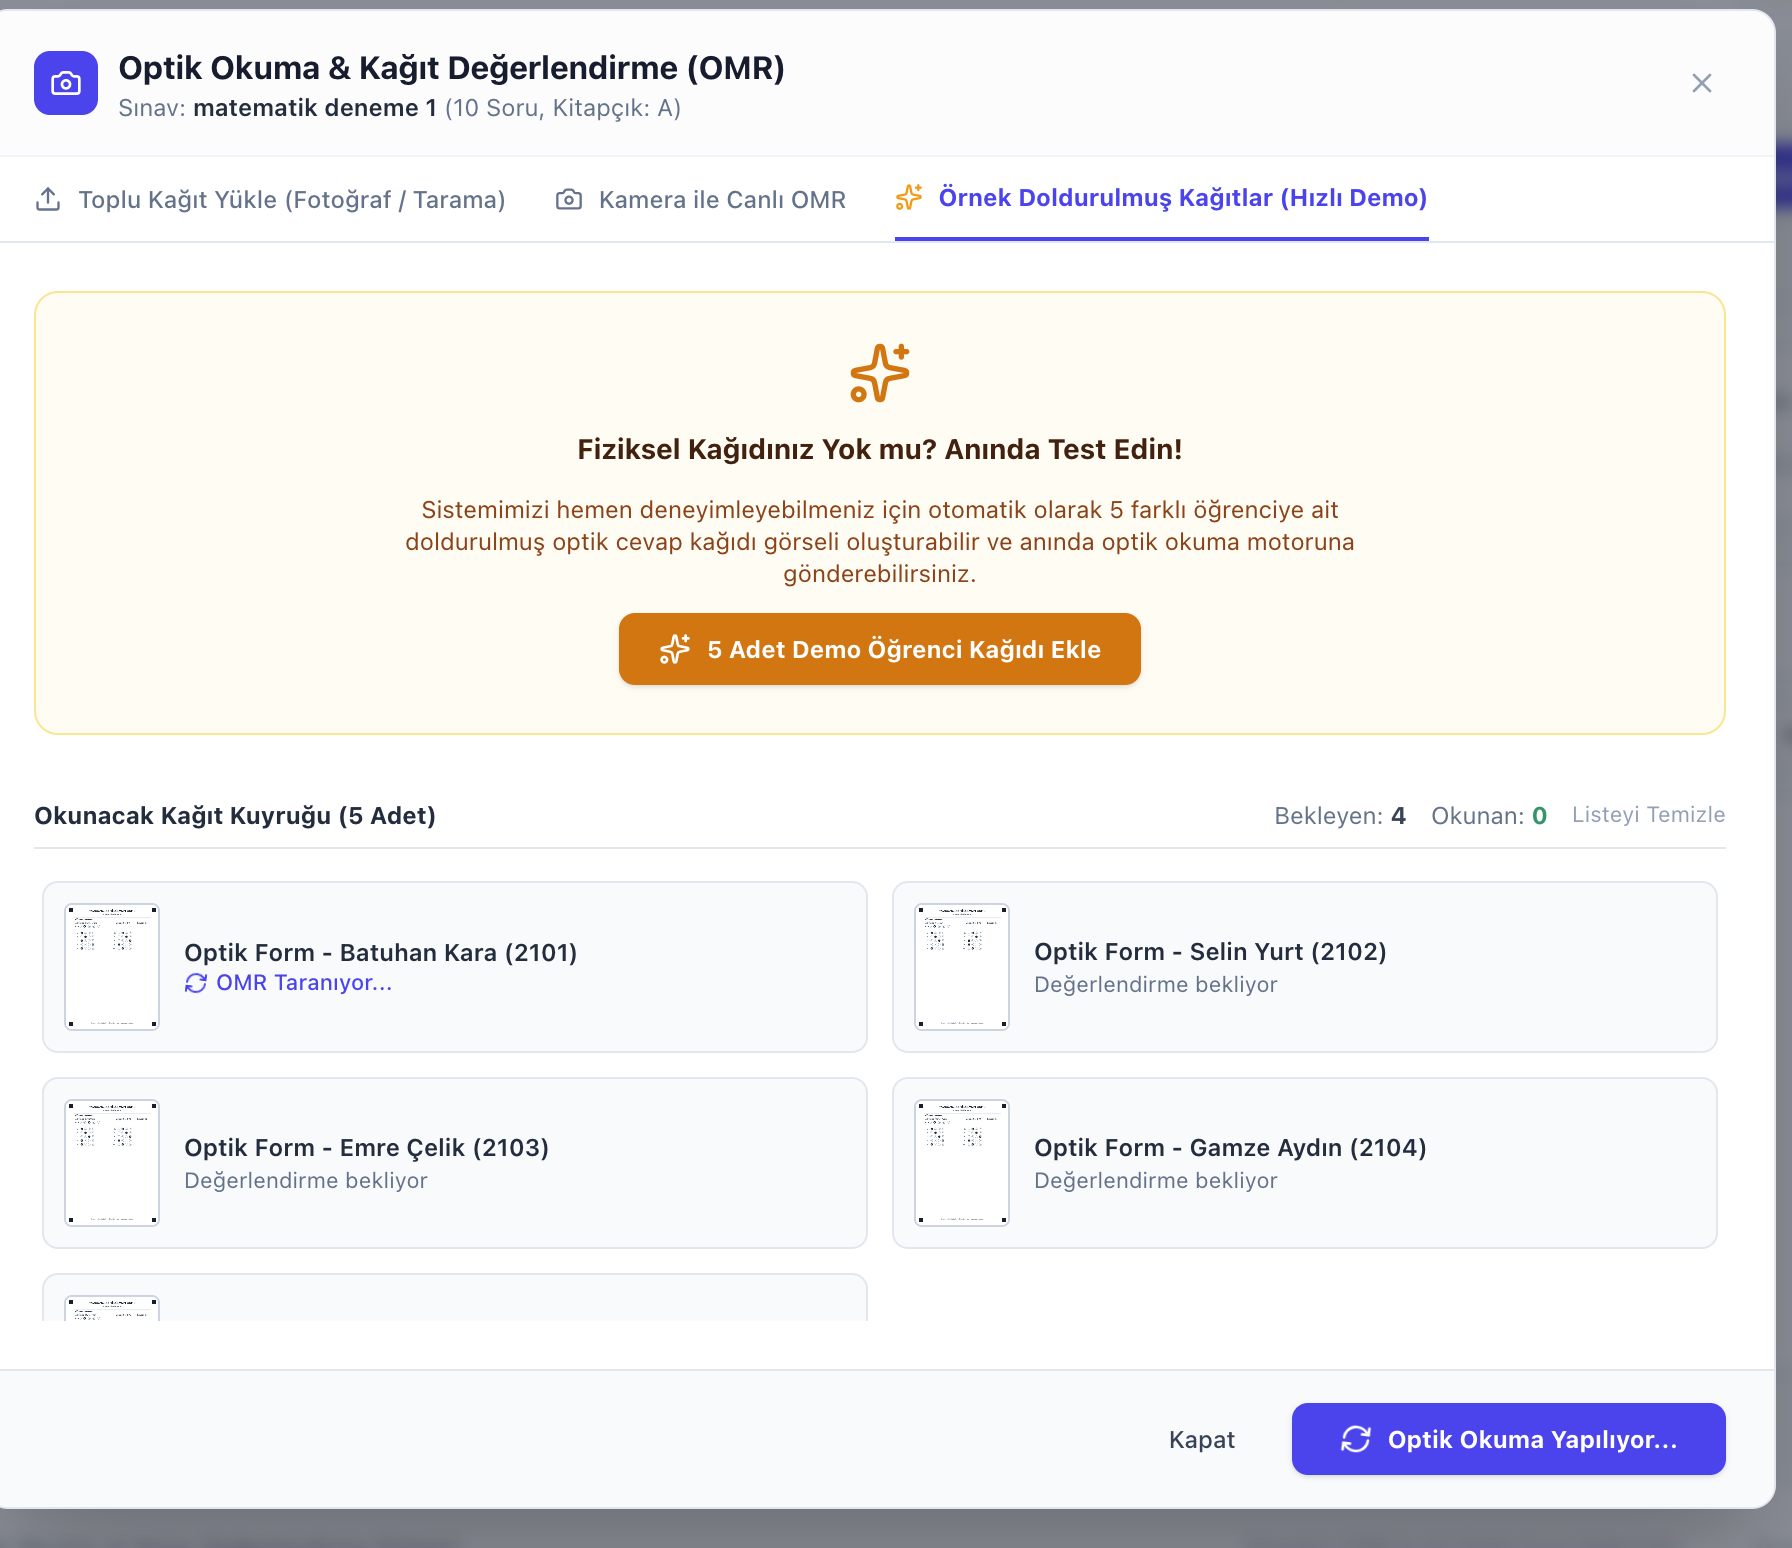 Optik Okuma & Kağıt Değerlendirme (OMR)
Sınav: matematik deneme 1 (10 Soru, Kitapçık: A)
Toplu Kağıt Yükle (Fotoğraf / Tarama)
Kamera ile Canlı OMR
Örnek Doldurulmuş Kağıtlar (Hızlı Demo)
Fiziksel Kağıdınız Yok mu? Anında Test Edin!
Sistemimizi hemen deneyimleyebilmeniz için otomatik olarak 5 farklı öğrenciye ait
doldurulmuş optik cevap kağıdı görseli oluşturabilir ve anında optik okuma motoruna
gönderebilirsiniz.
5 Adet Demo Öğrenci Kağıdı Ekle
Okunacak Kağıt Kuyruğu (5 Adet)
Bekleyen: 4 Okunan: 0 Listeyi Temizle
Optik Form - Batuhan Kara (2101)
OMR Taranıyor...
Optik Form - Selin Yurt (2102)
Değerlendirme bekliyor
Optik Form - Emre Çelik (2103)
Değerlendirme bekliyor
Optik Form - Gamze Aydın (2104)
Değerlendirme bekliyor
Kapat
Optik Okuma Yapılıyor...